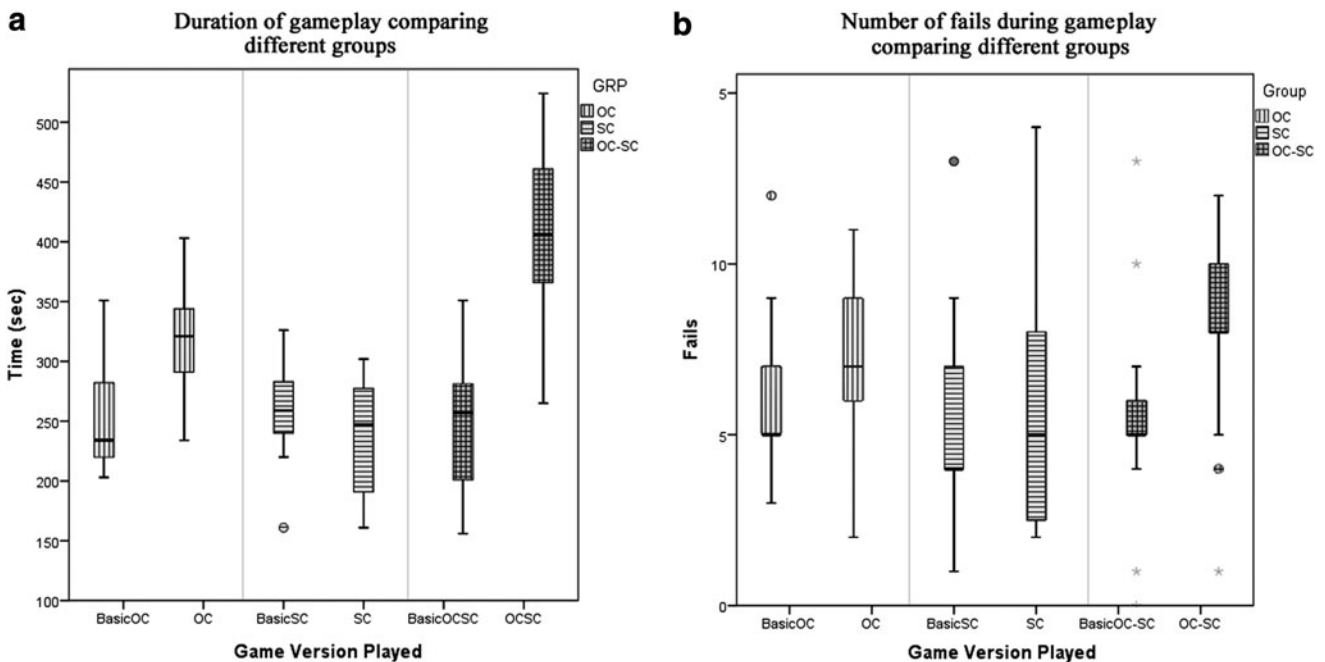 a
Duration of gameplay comparing
different groups
GRP
OC
SC
OC-SC
500
450
400
350
300
250
200
150
100
Time (sec)
BasicOC
OC
BasicSC
SC
BasicOCSC
OCSC
Game Version Played
b
Number of fails during gameplay
comparing different groups
Group
OC
SC
OC-SC
5
10
5
0
Fails
BasicOC
OC
BasicSC
SC
BasicOC-SC
OC-SC
Game Version Played